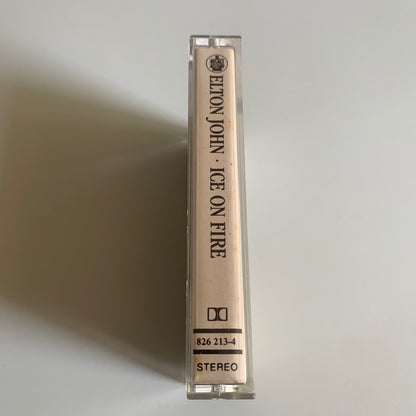 ELTON JOHN · ICE ON FIRE
826 213-4
STEREO